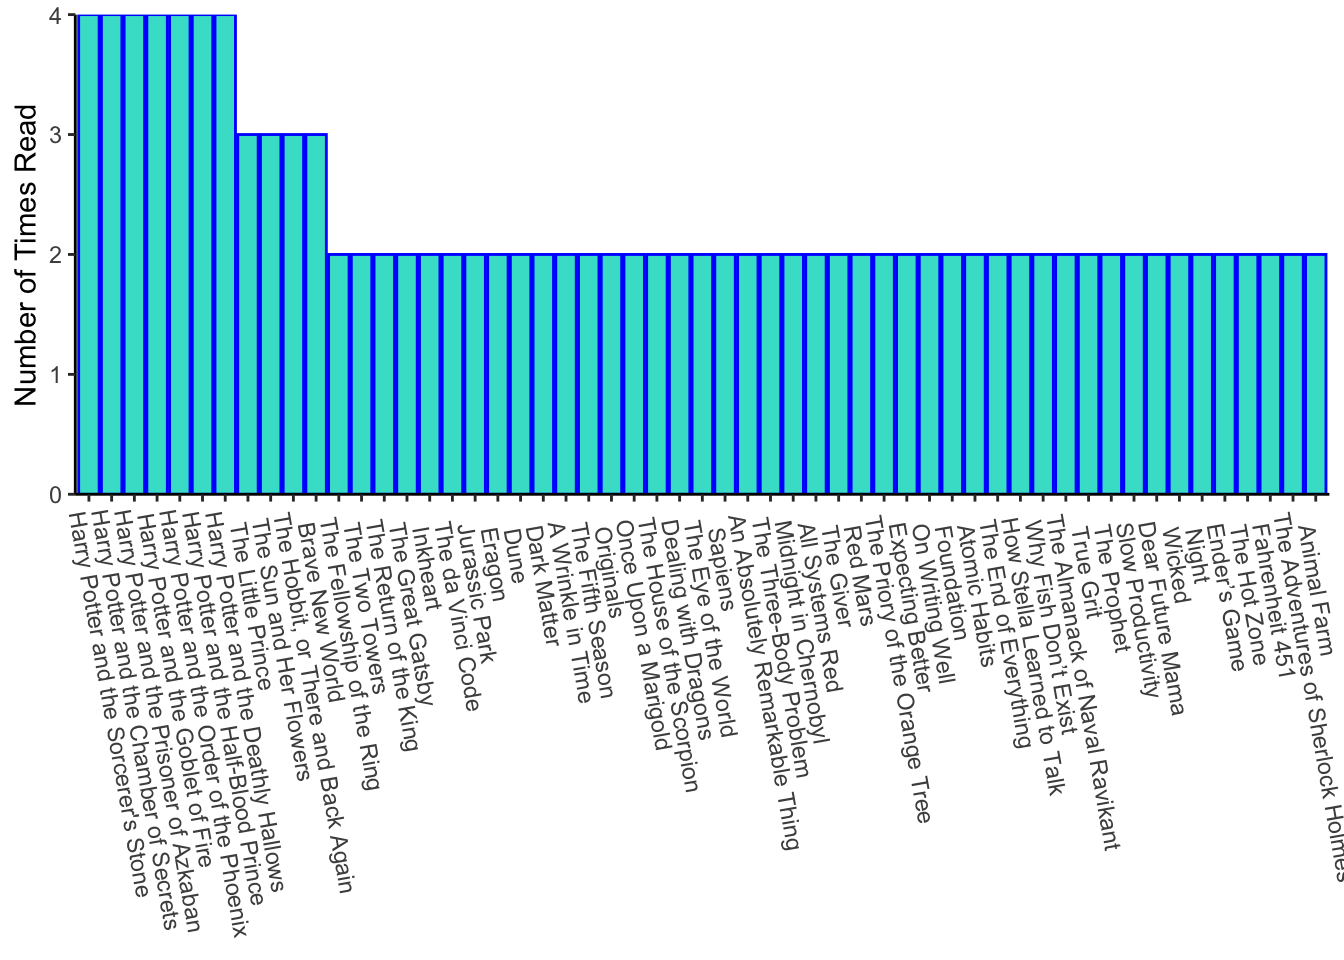 Number of Times Read
4
3
2
1
0
Harry Potter and the Sorcerer's Stone
Harry Potter and the Chamber of Secrets
Harry Potter and the Prisoner of Azkaban
Harry Potter and the Goblet of Fire
Harry Potter and the Order of the Phoenix
Harry Potter and the Half-Blood Prince
Harry Potter and the Deathly Hallows
The Little Prince
The Sun and Her Flowers
The Hobbit, or There and Back Again
Brave New World
The Fellowship of the Ring
The Two Towers
The Return of the King
The Great Gatsby
Inkheart
The da Vinci Code
Jurassic Park
Eragon
Dune
Dark Matter
A Wrinkle in Time
The Fifth Season
Originals
Once Upon a Marigold
The House of the Scorpion
Dealing with Dragons
The Eye of the World
Sapiens
An Absolutely Remarkable Thing
The Three-Body Problem
Midnight in Chernobyl
All Systems Red
The Giver
Red Mars
The Priory of the Orange Tree
Expecting Better
On Writing Well
Foundation
Atomic Habits
The End of Everything
How Stella Learned to Talk
Why Fish Don't Exist
The Almanack of Naval Ravikant
True Grit
The Prophet
Slow Productivity
Dear Future Mama
Wicked
Night
Ender's Game
The Hot Zone
Fahrenheit 451
The Adventures of Sherlock Holmes
Animal Farm